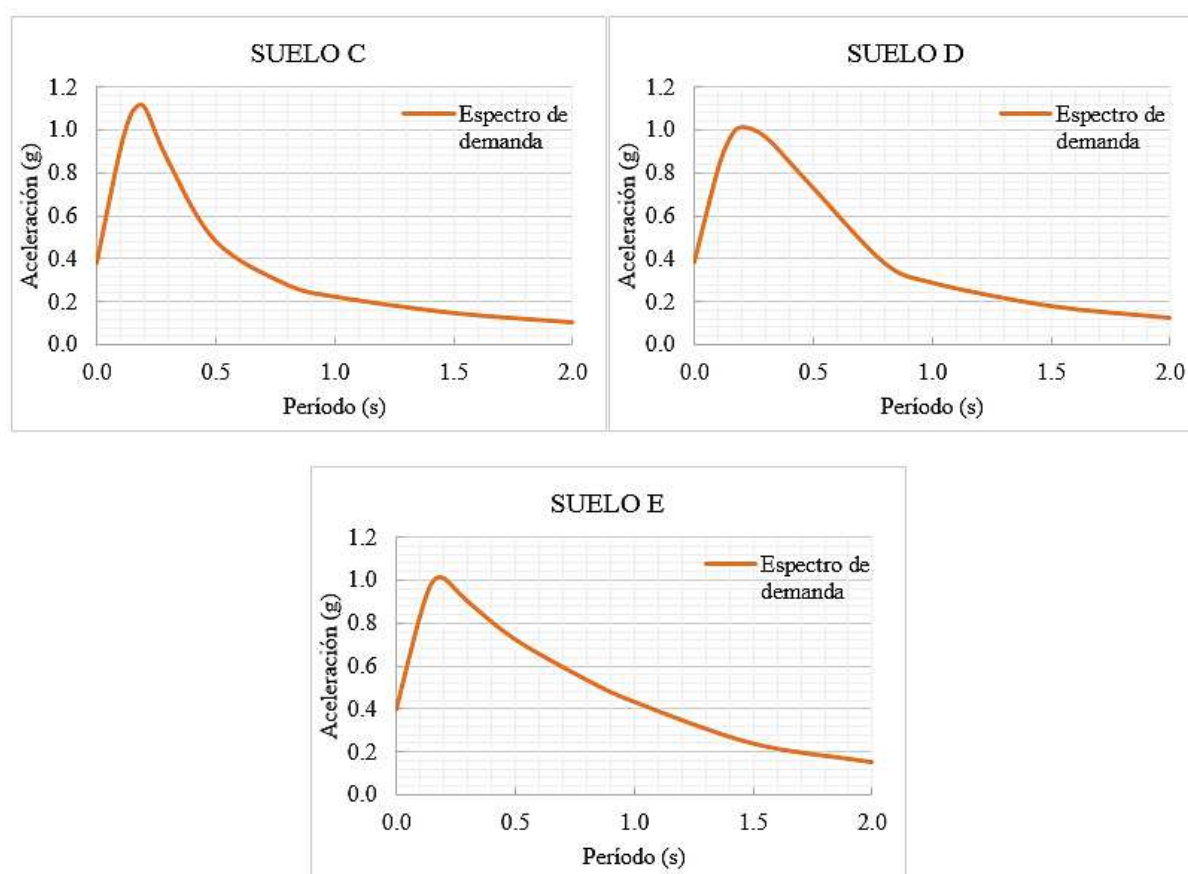 SUELO C
1.2
1.0
0.8
0.6
0.4
0.2
0.0
Aceleración (g)
Espectro de
demanda
0.0 0.5 1.0 1.5 2.0
Período (s)
SUELO D
1.2
1.0
0.8
0.6
0.4
0.2
0.0
Aceleración (g)
Espectro de
demanda
0.0 0.5 1.0 1.5 2.0
Período (s)
SUELO E
1.2
1.0
0.8
0.6
0.4
0.2
0.0
Aceleración (g)
Espectro de
demanda
0.0 0.5 1.0 1.5 2.0
Período (s)